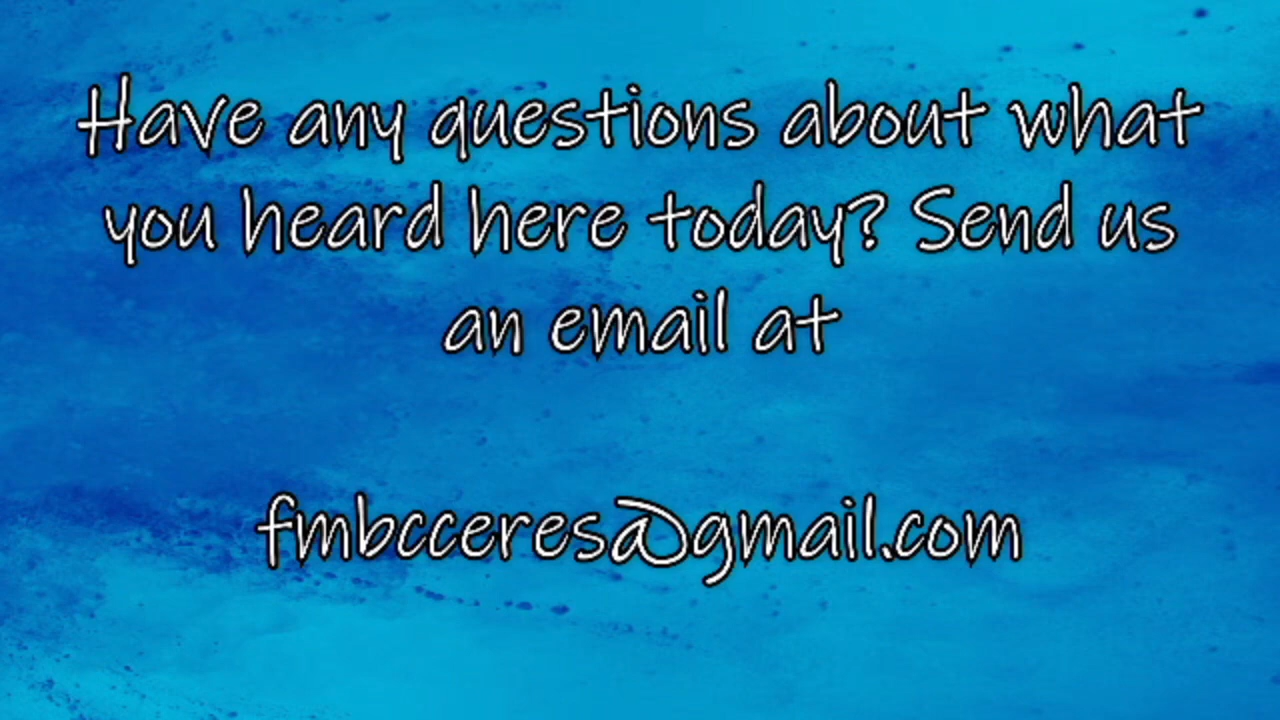 Have any questions about what
you heard here today? Send us
an email at
fmbcceres@gmail.com